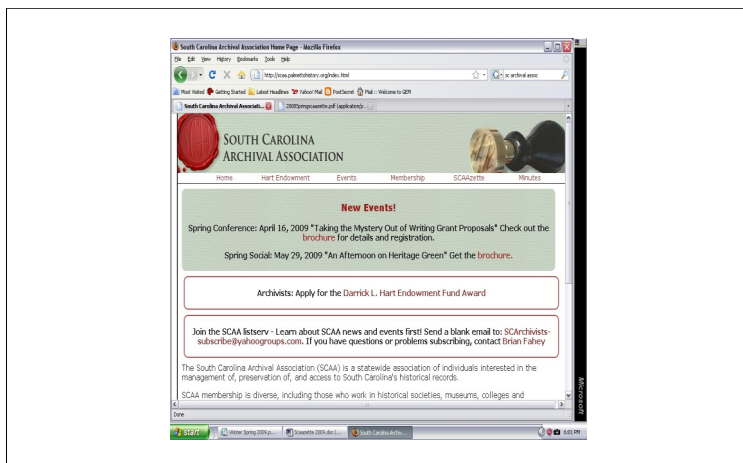 South Carolina Archival Association Home Page - Mozilla Firefox
File Edit View History Bookmarks Tools Help
http://scaa.palmettohistory.org/index.html
sc archival assoc
Most Visited Getting Started Latest Headlines Yahoo! Mail PostSecret Mail :: Welcome to GEM
South Carolina Archival Associati... 2008Springscaazette.pdf (application/p...
SOUTH CAROLINA
ARCHIVAL ASSOCIATION
Home Hart Endowment Events Membership SCAAzette Minutes
New Events!
Spring Conference: April 16, 2009 "Taking the Mystery Out of Writing Grant Proposals" Check out the
brochure for details and registration.
Spring Social: May 29, 2009 "An Afternoon on Heritage Green" Get the brochure.
Archivists: Apply for the Darrick L. Hart Endowment Fund Award
Join the SCAA listserv - Learn about SCAA news and events first! Send a blank email to: SCArchivists-
subscribe@yahoogroups.com. If you have questions or problems subscribing, contact Brian Fahey
The South Carolina Archival Association (SCAA) is a statewide association of individuals interested in the
management of, preservation of, and access to South Carolina's historical records.
SCAA membership is diverse, including those who work in historical societies, museums, colleges and
Done
Microsoft
start Winter Spring 2009.p... Scaazette 2009.doc (... South Carolina Archiv... 6:03 PM